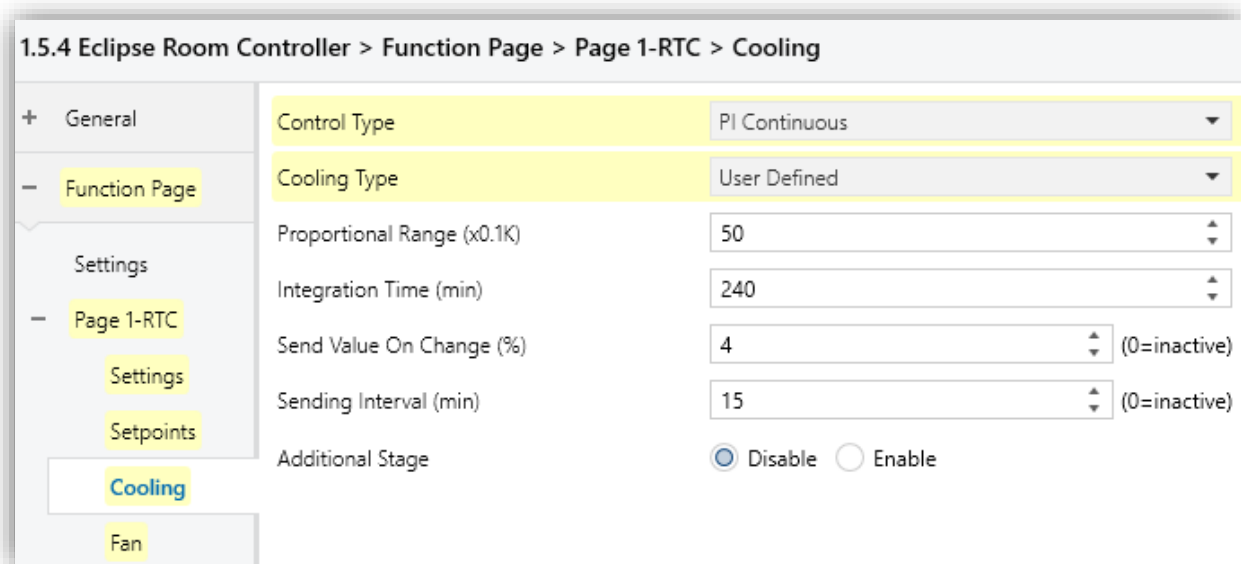 1.5.4 Eclipse Room Controller > Function Page > Page 1-RTC > Cooling
+ General
− Function Page
Settings
− Page 1-RTC
Settings
Setpoints
Cooling
Fan
Control Type PI Continuous
Cooling Type User Defined
Proportional Range (x0.1K) 50
Integration Time (min) 240
Send Value On Change (%) 4 (0=inactive)
Sending Interval (min) 15 (0=inactive)
Additional Stage Disable Enable